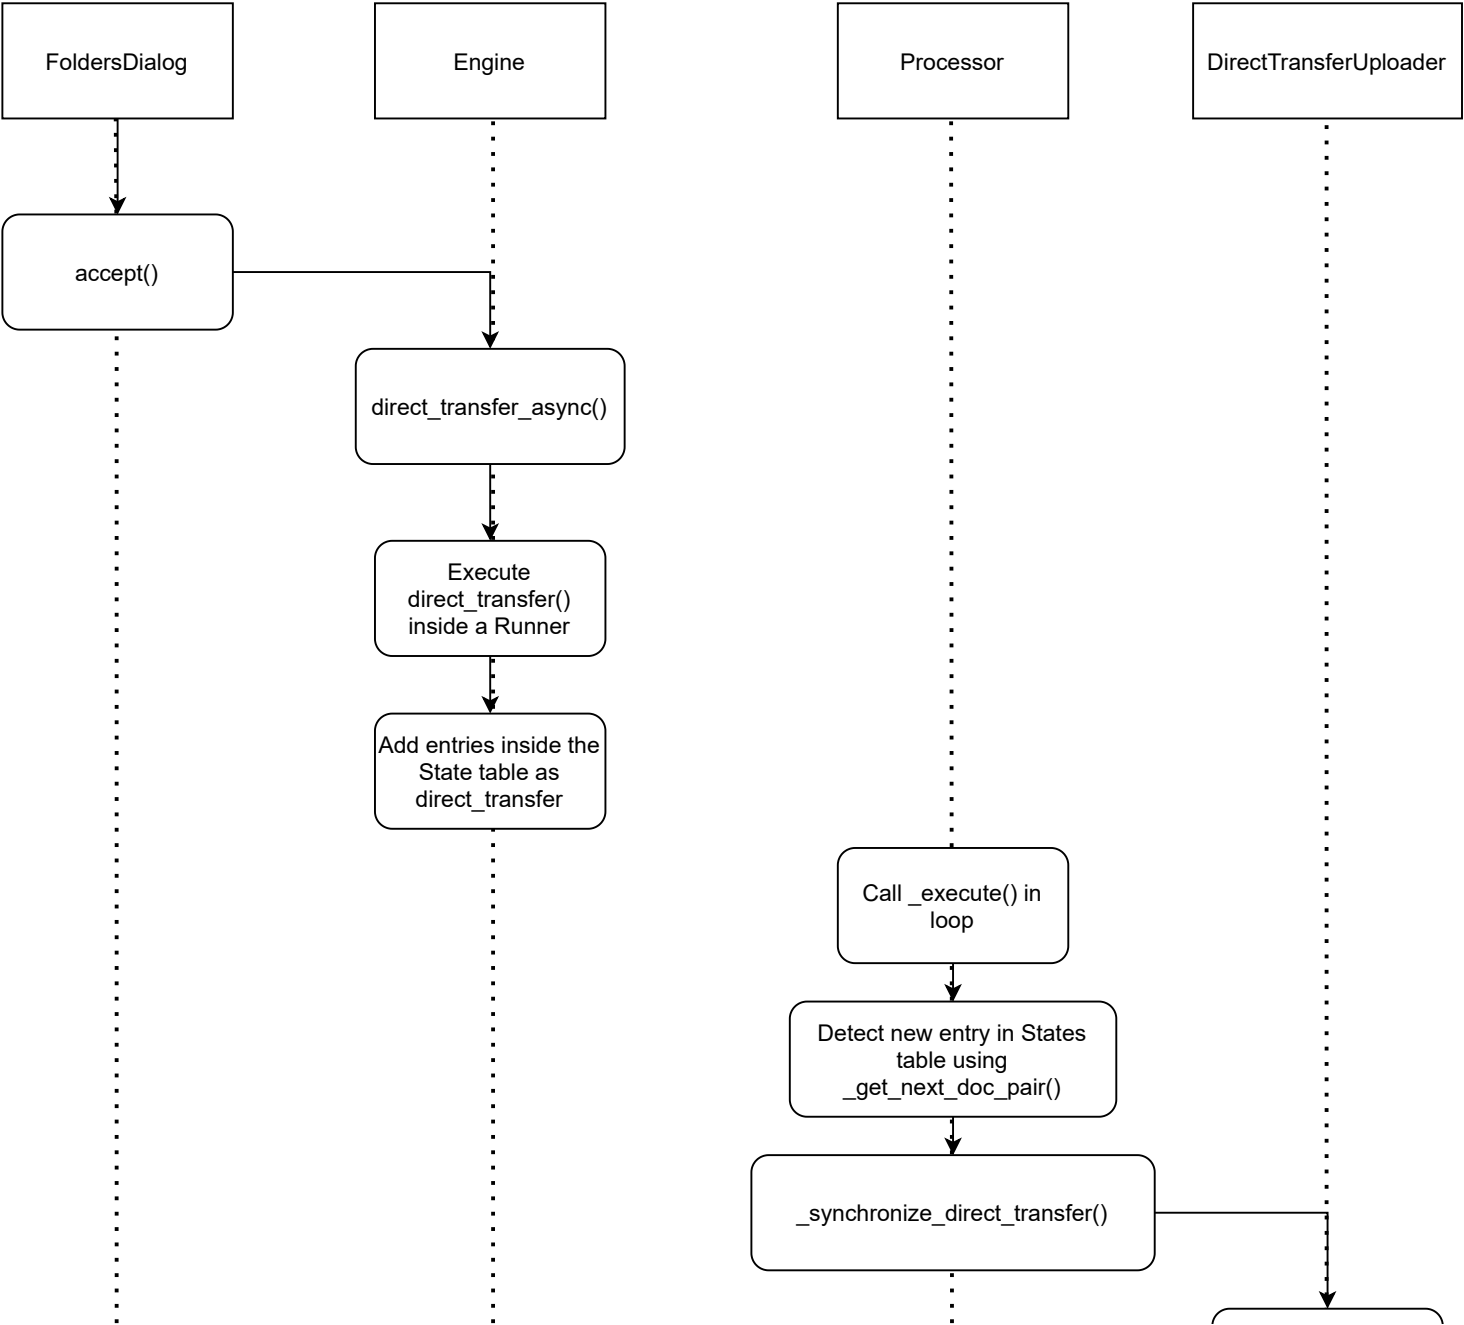 FoldersDialog
Engine
Processor
DirectTransferUploader
accept()
direct_transfer_async()
Execute
direct_transfer()
inside a Runner
Add entries inside the
State table as
direct_transfer
Call _execute() in
loop
Detect new entry in States
table using
_get_next_doc_pair()
_synchronize_direct_transfer()